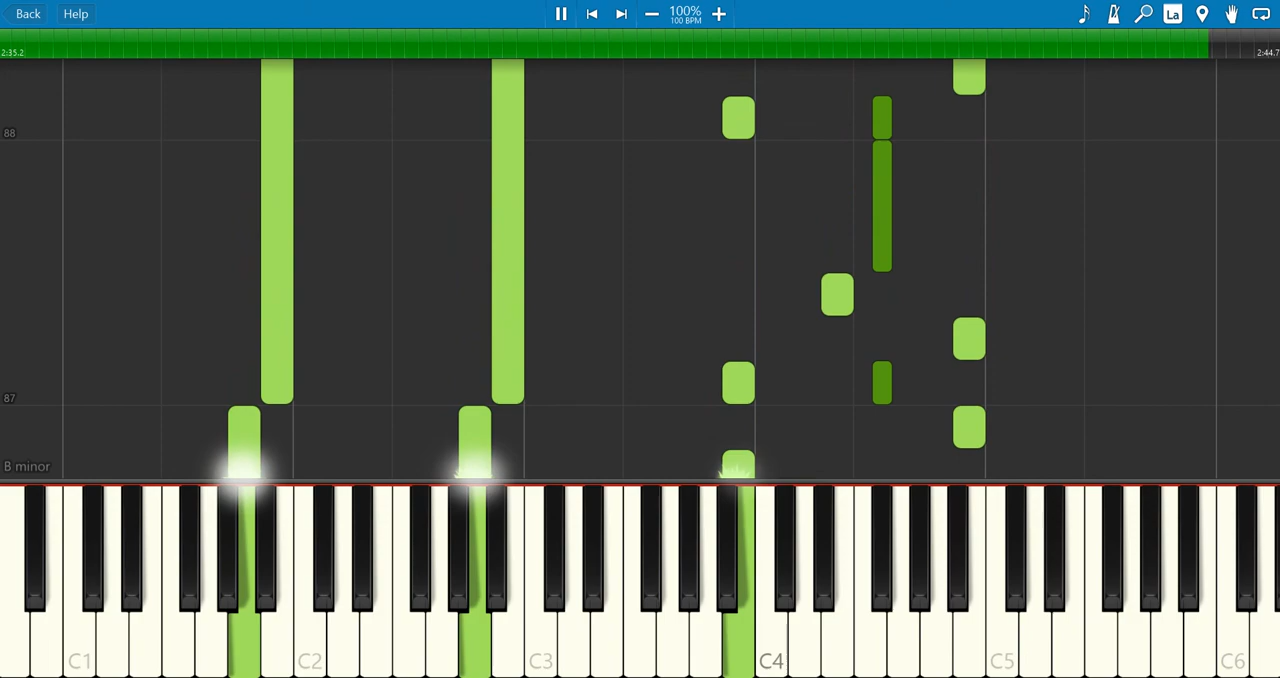 Back Help 100% La
100 BPM
2:35.2 2:44.7
88
87
B minor
C1 C2 C3 C4 C5 C6